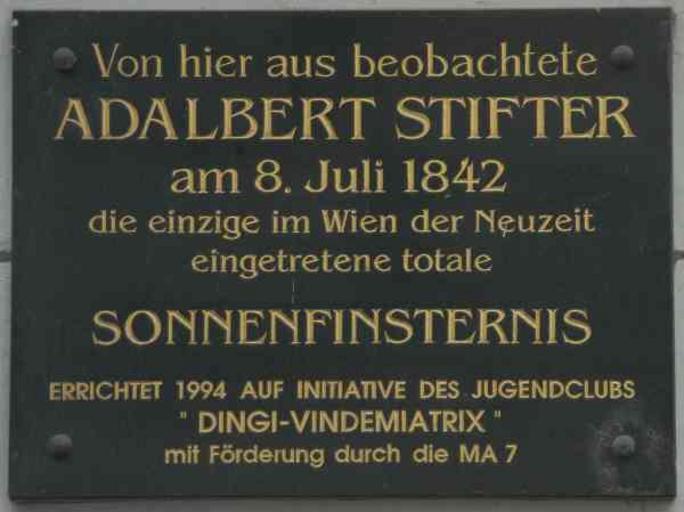 Von hier aus beobachtete
ADALBERT STIFTER
am 8. Juli 1842
die einzige im Wien der Neuzeit
eingetretene totale
SONNENFINSTERNIS
ERRICHTET 1994 AUF INITIATIVE DES JUGENDCLUBS
" DINGI-VINDEMIATRIX "
mit Förderung durch die MA 7